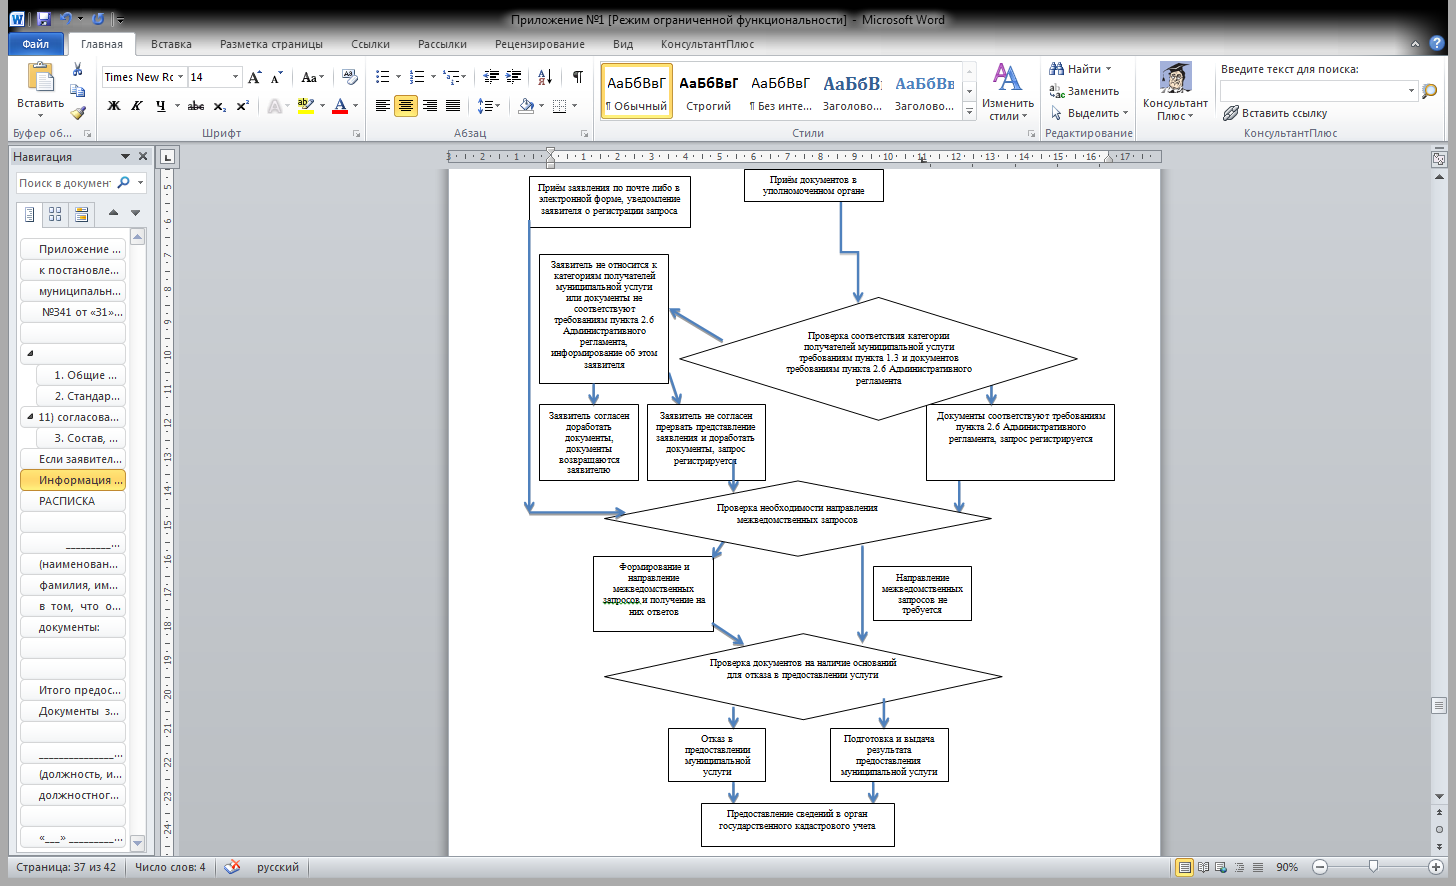 Приложение №1 [Режим ограниченной функциональности] - Microsoft Word
Файл
Главная
Вставка
Разметка страницы
Ссылки
Рассылки
Рецензирование
Вид
КонсультантПлюс
Вставить
Буфер об...
Times New Rc
14
Шрифт
Абзац
АаБбВвГ
¶ Обычный
АаБбВвГ
Строгий
АаБбВвГ
¶ Без инте...
АаБбВ
Заголово...
АаБбВв
Заголово...
Изменить
стили
Стили
Найти
Заменить
Выделить
Редактирование
Консультант
Плюс
Введите текст для поиска:
Вставить ссылку
КонсультантПлюс
Навигация
Поиск в документ
Приложение ...
к постановле...
муниципальн...
№341 от «31»...
1. Общие ...
2. Стандар...
11) согласова...
3. Состав, ...
Если заявител...
Информация ...
РАСПИСКА
_________...
(наименован...
фамилия, им...
в том, что о...
документы:
Итого предос...
Документы з...
_______________...
(должность, и...
должностног...
«___» _________...
Приём заявления по почте либо в
электронной форме, уведомление
заявителя о регистрации запроса
Приём документов в
уполномоченом органе
Заявитель не относится к
категориям получателей
муниципальной услуги
или документы не
соответствуют
требованиям пункта 2.6
Административного
регламента,
информирование об этом
заявителя
Проверка соответствия категории
получателей муниципальной услуги
требованиям пункта 1.3 и документов
требованиям пункта 2.6 Административного
регламента
Заявитель согласен
доработать
документы,
документы
возвращаются
заявителю
Заявитель не согласен
прервать представление
заявления и доработать
документы, запрос
регистрируется
Документы соответствуют требованиям
пункта 2.6 Административного
регламента, запрос регистрируется
Проверка необходимости направления
межведомственных запросов
Формирование и
направление
межведомственных
запросов и получение на
них ответов
Направление
межведомственных
запросов не
требуется
Проверка документов на наличие оснований
для отказа в предоставлении услуги
Отказ в
предоставлении
муниципальной
услуги
Подготовка и выдача
результата
предоставления
муниципальной услуги
Предоставление сведений в орган
государственного кадастрового учета
Страница: 37 из 42
Число слов: 4
русский
90%